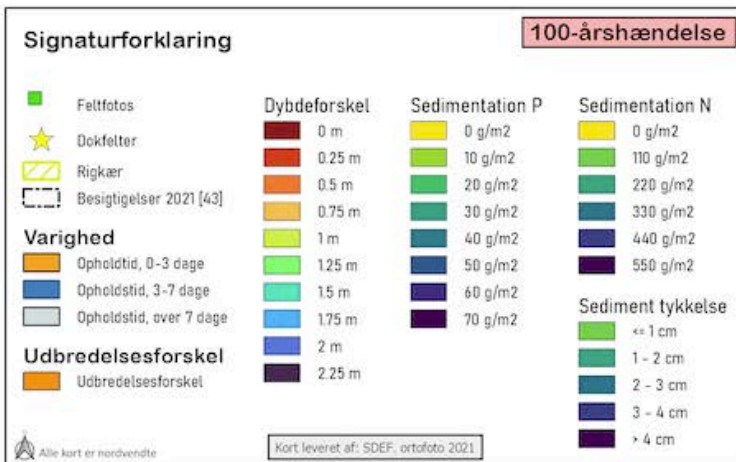 Signaturforklaring
100-årshændelse
Feltfotos
Dokfelter
Rigkær
Besigtigelser 2021 [43]
Varighed
Opholdtid, 0-3 dage
Opholdstid, 3-7 dage
Opholdstid, over 7 dage
Udbredelsesforskel
Udbredelsesforskel
Dybdeforskel
0 m
0.25 m
0.5 m
0.75 m
1 m
1.25 m
1.5 m
1.75 m
2 m
2.25 m
Sedimentation P
0 g/m2
10 g/m2
20 g/m2
30 g/m2
40 g/m2
50 g/m2
60 g/m2
70 g/m2
Sedimentation N
0 g/m2
110 g/m2
220 g/m2
330 g/m2
440 g/m2
550 g/m2
Sediment tykkelse
<= 1 cm
1 - 2 cm
2 - 3 cm
3 - 4 cm
> 4 cm
Alle kort er nordvendte
Kort leveret af: SDEF, ortofoto 2021